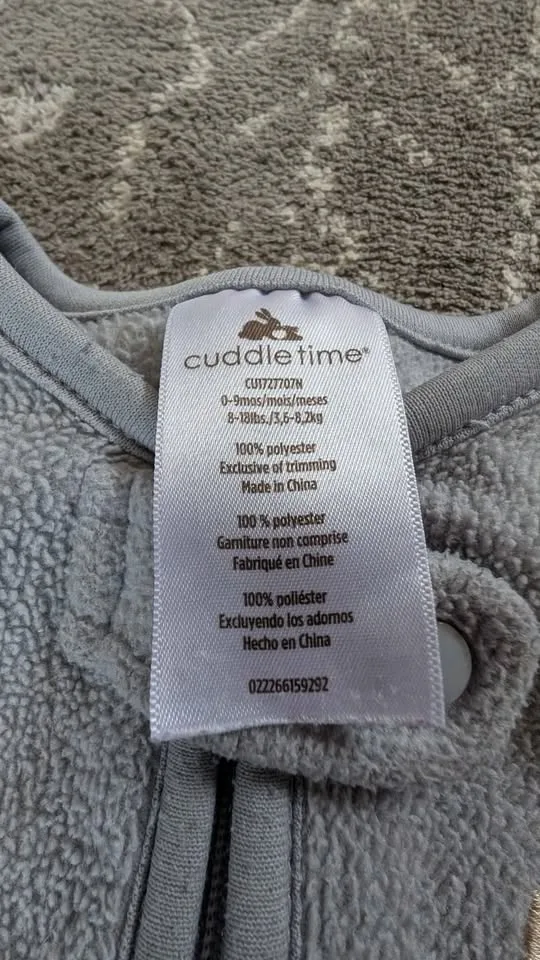 cuddletime®
CU1727707N
0-9mos/mois/meses
8-18lbs./3,6-8,2kg
100% polyester
Exclusive of trimming
Made in China
100 % polyester
Garniture non comprise
Fabriqué en Chine
100% poliéster
Excluyendo los adornos
Hecho en China
022266159292